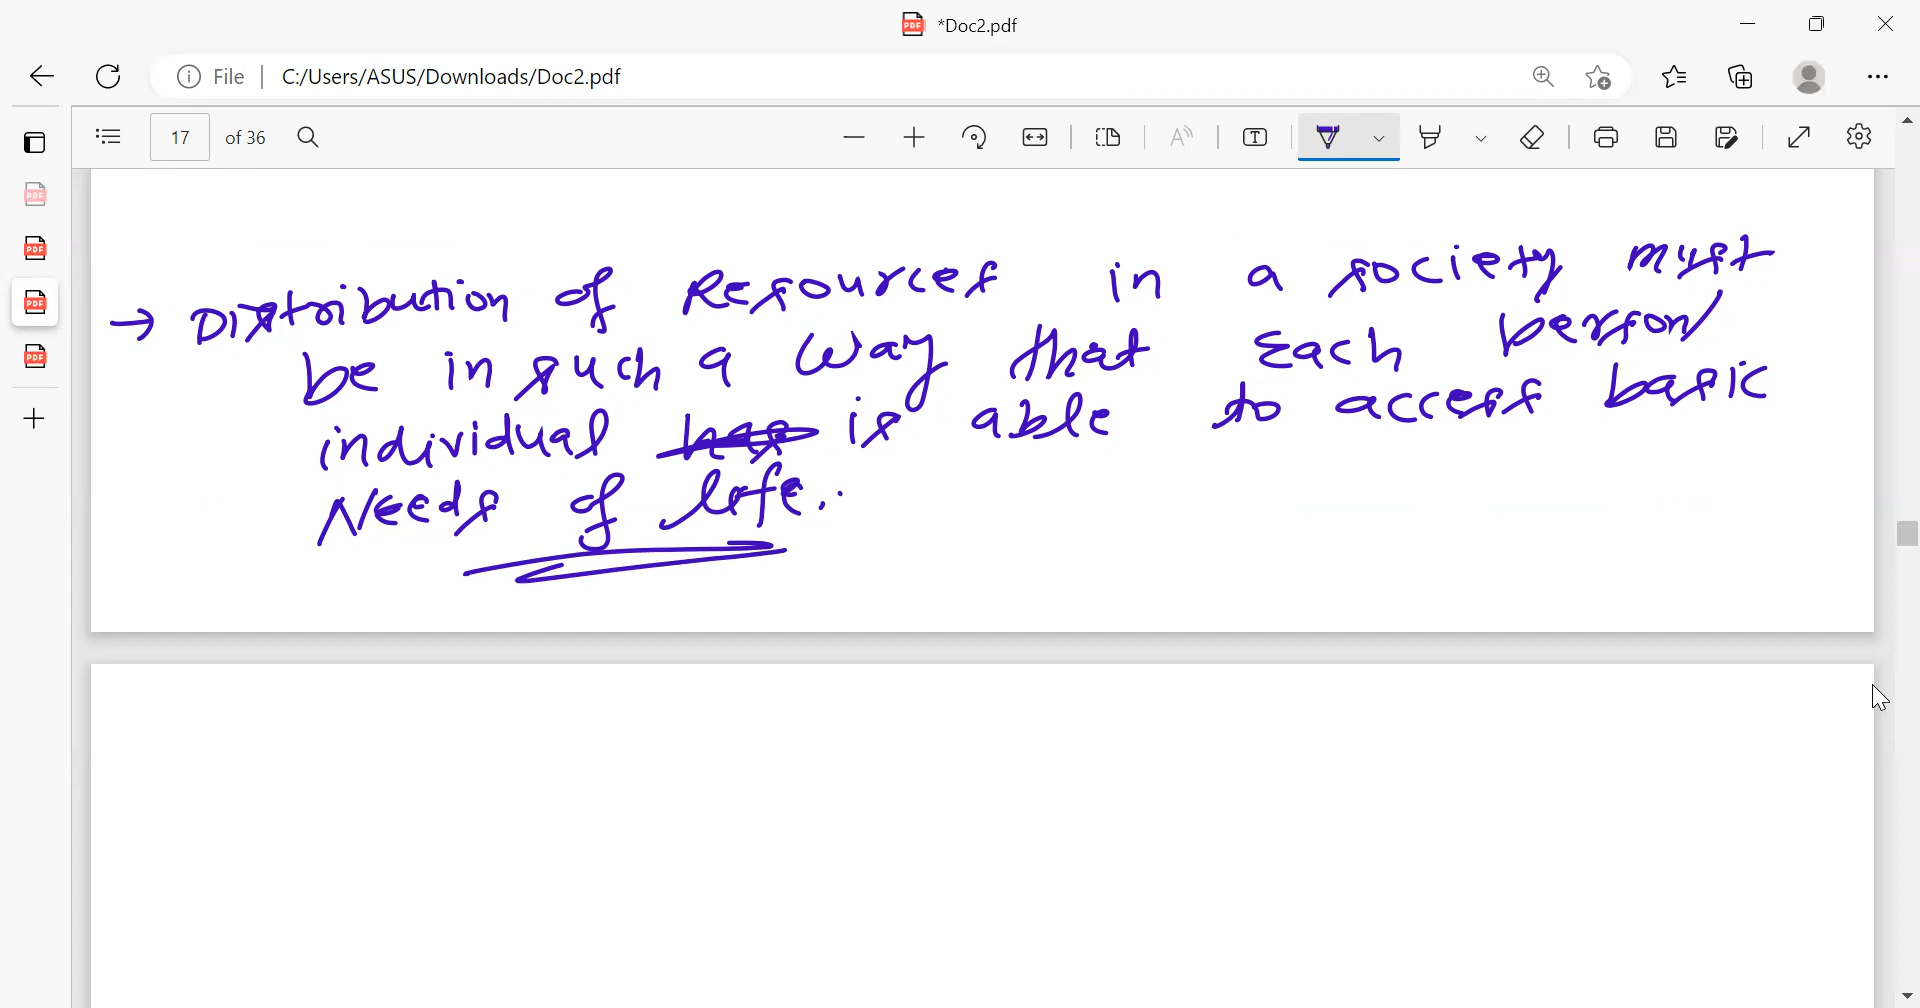 *Doc2.pdf
File | C:/Users/ASUS/Downloads/Doc2.pdf
17 of 36
→ Distribution of Resources in a society must
be in such a way that Each person/
individual has is able to access basic
Needs of life..